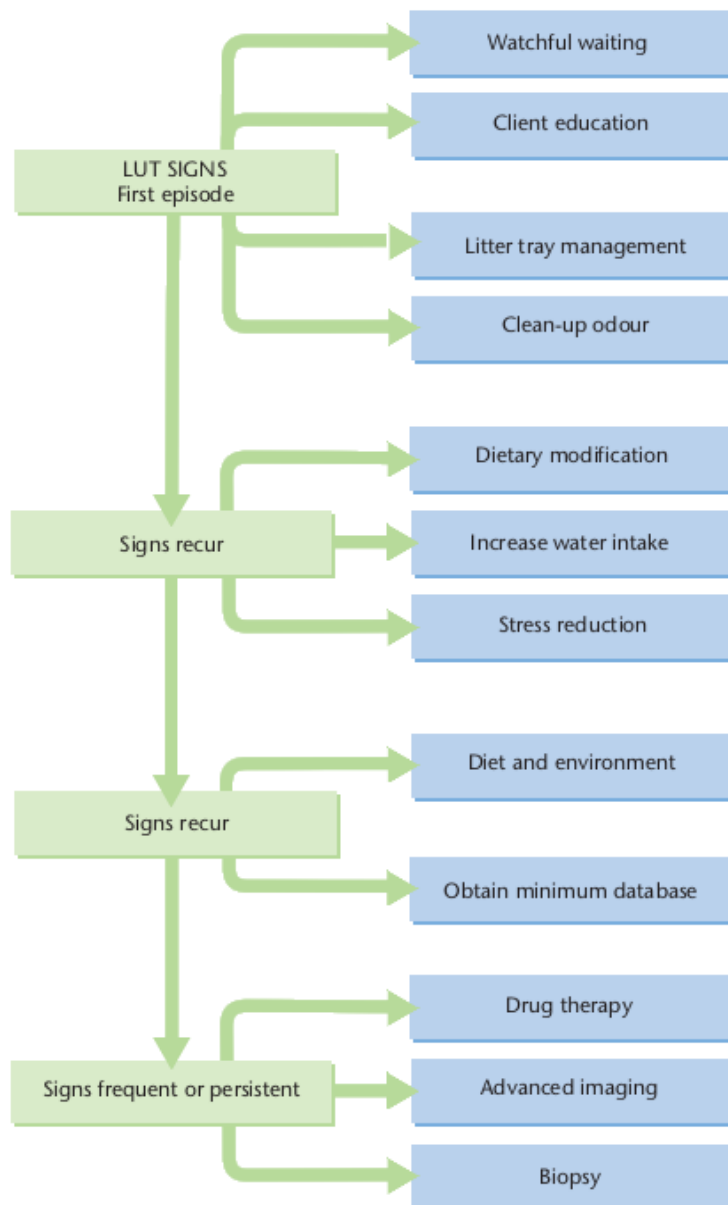 Watchful waiting
Client education
LUT SIGNS
First episode
Litter tray management
Clean-up odour
Dietary modification
Signs recur
Increase water intake
Stress reduction
Diet and environment
Signs recur
Obtain minimum database
Drug therapy
Signs frequent or persistent
Advanced imaging
Biopsy